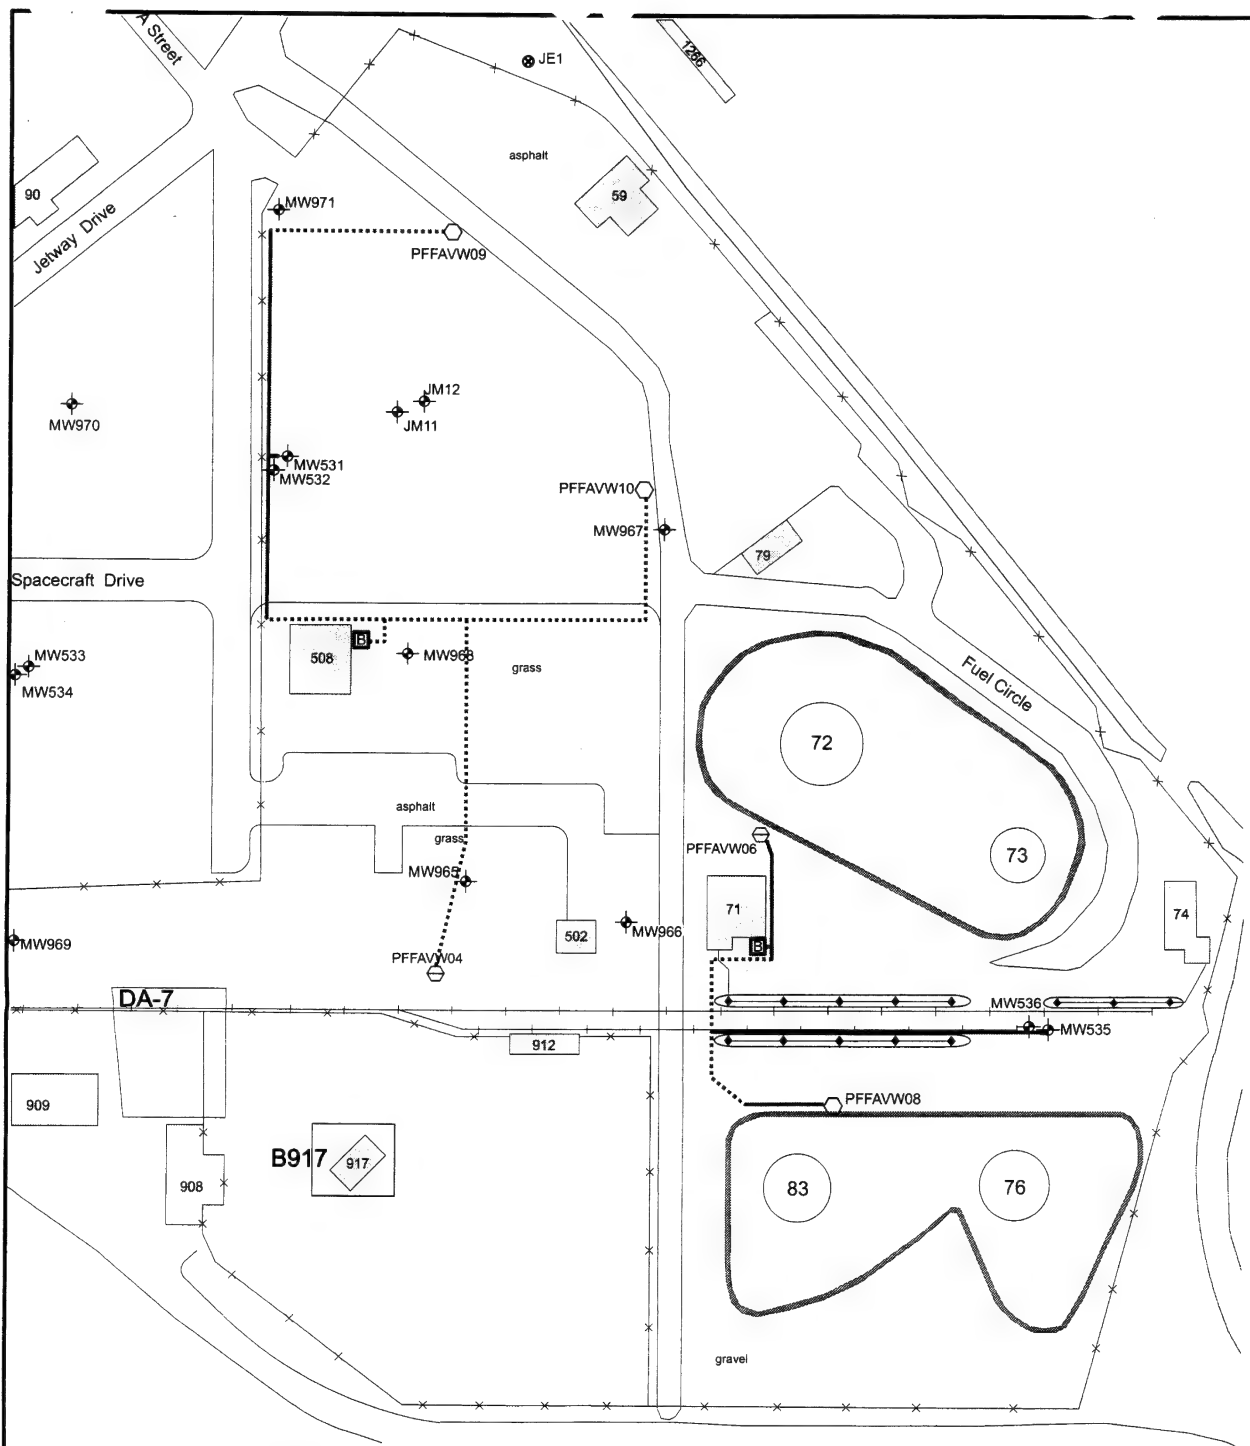 A Street
JE1
1266
asphalt
59
90
MW971
Jetway Drive
PFFAVW09
JM12
JM11
MW970
MW531
MW532
PFFAVW10
MW967
79
Spacecraft Drive
B
508
MW968
grass
MW533
MW534
Fuel Circle
72
asphalt
grass
PFFAVW06
73
MW965
71
74
502
MW966
MW969
B
PFFAVW04
DA-7
MW536
MW535
912
909
PFFAVW08
B917
917
908
83
76
gravel